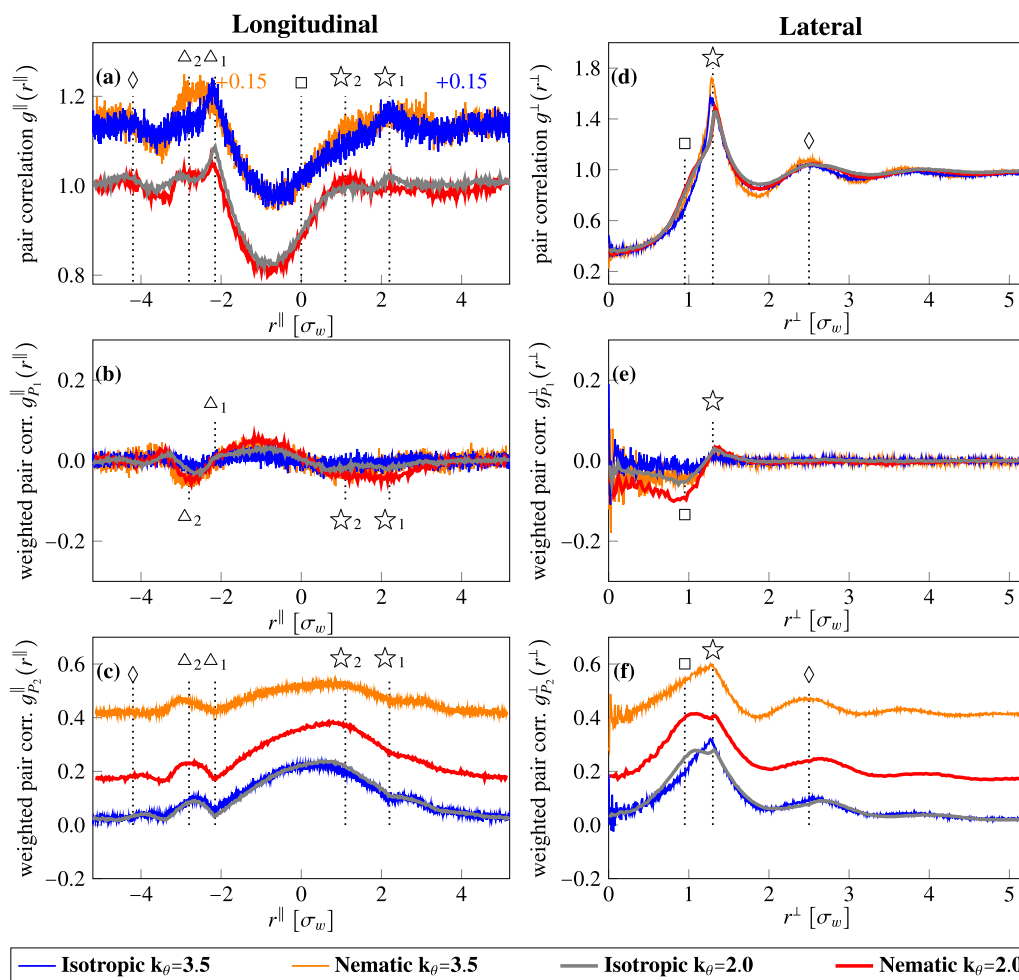 Longitudinal
Lateral
(a)
◊
△2 △1
+0.15
□
☆2 ☆1
+0.15
1.2
1.0
0.8
pair correlation g∥(r∥)
−4 −2 0 2 4
r∥ [σw]
(d)
□
☆
◊
1.8
1.4
1.0
0.6
0.2
pair correlation g⊥(r⊥)
0 1 2 3 4 5
r⊥ [σw]
(b)
△1
△2
☆2 ☆1
0.2
0.0
−0.2
weighted pair corr. g∥P1(r∥)
−4 −2 0 2 4
r∥ [σw]
(e)
☆
□
0.2
0.0
−0.2
weighted pair corr. g⊥P1(r⊥)
0 1 2 3 4 5
r⊥ [σw]
(c)
◊
△2 △1
☆2 ☆1
0.6
0.4
0.2
0.0
−0.2
weighted pair corr. g∥P2(r∥)
−4 −2 0 2 4
r∥ [σw]
(f)
□
☆
◊
0.6
0.4
0.2
0.0
−0.2
weighted pair corr. g⊥P2(r⊥)
0 1 2 3 4 5
r⊥ [σw]
Isotropic kθ=3.5 Nematic kθ=3.5 Isotropic kθ=2.0 Nematic kθ=2.0